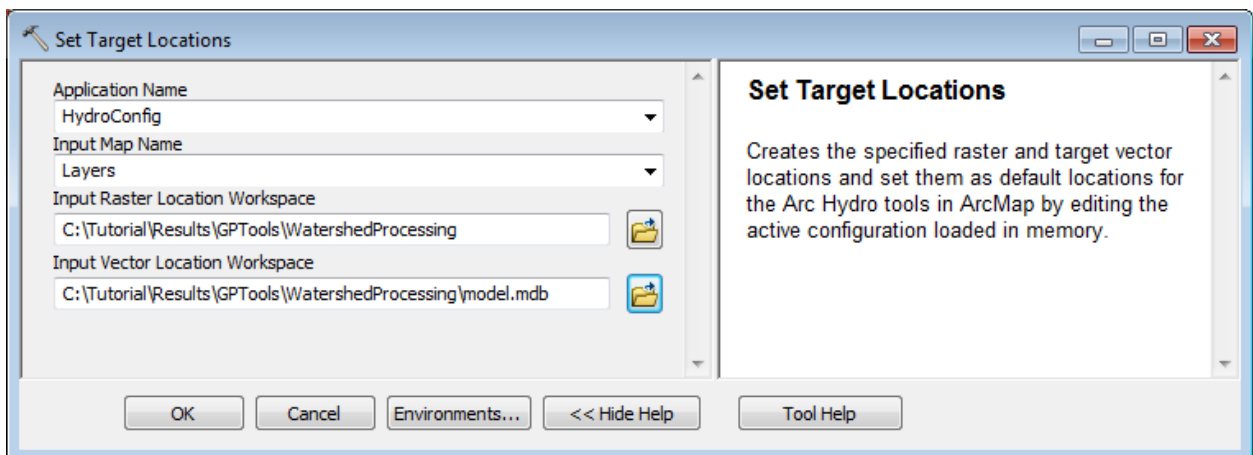 Set Target Locations
Application Name
HydroConfig
Input Map Name
Layers
Input Raster Location Workspace
C:\Tutorial\Results\GPTools\WatershedProcessing
Input Vector Location Workspace
C:\Tutorial\Results\GPTools\WatershedProcessing\model.mdb
Set Target Locations
Creates the specified raster and target vector
locations and set them as default locations for
the Arc Hydro tools in ArcMap by editing the
active configuration loaded in memory.
OK Cancel Environments... << Hide Help Tool Help